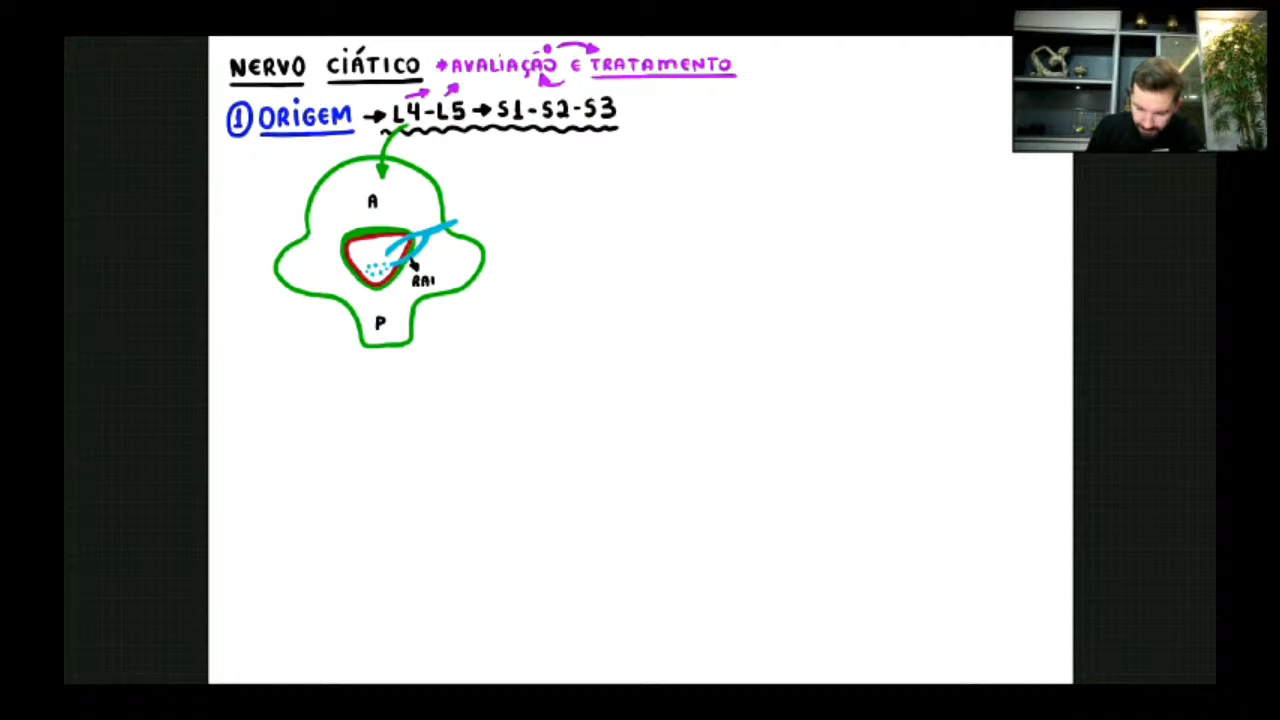 NERVO CIÁTICO *AVALIAÇÃO E TRATAMENTO
① ORIGEM → L4-L5 → S1-S2-S3
A
RAI
P